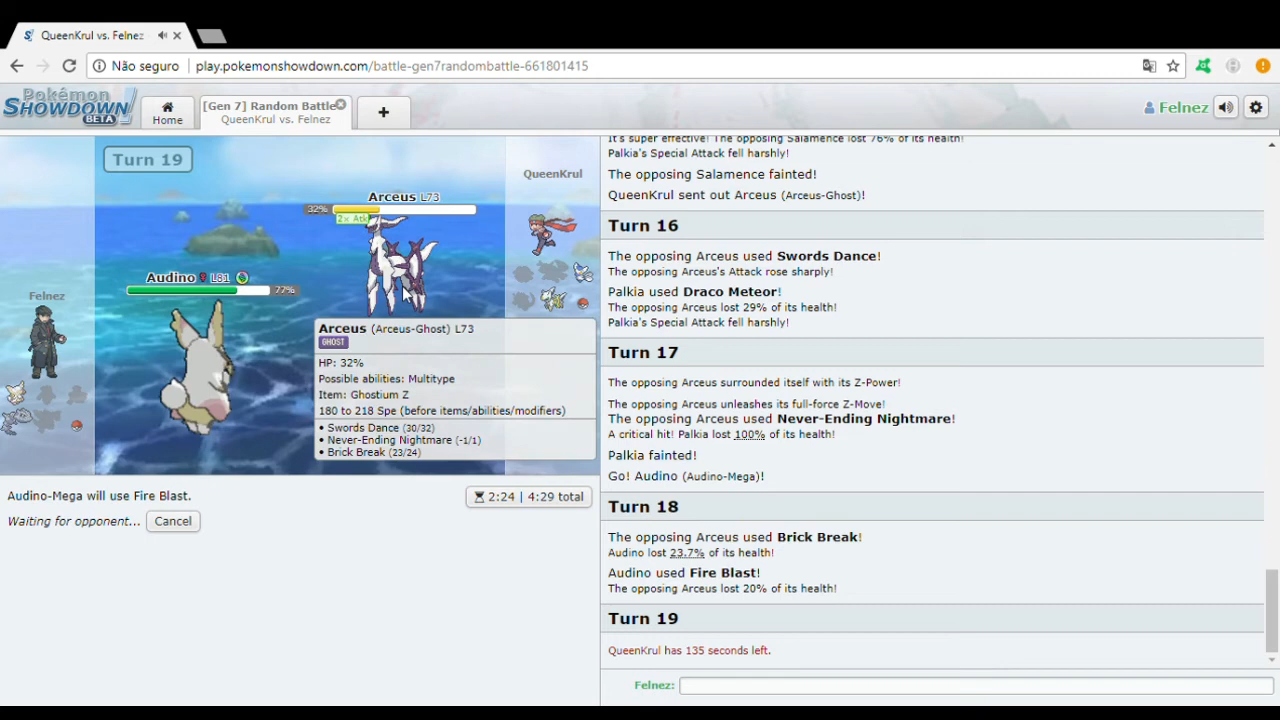 QueenKrul vs. Felnez
Não seguro
play.pokemonshowdown.com/battle-gen7randombattle-661801415
Pokémon
SHOWDOWN
BETA
Home
[Gen 7] Random Battle
QueenKrul vs. Felnez
+
Felnez
Turn 19
QueenKrul
Arceus L73
32%
2× Atk
Audino L81
77%
Felnez
Arceus (Arceus-Ghost) L73
GHOST
HP: 32%
Possible abilities: Multitype
Item: Ghostium Z
180 to 218 Spe (before items/abilities/modifiers)
• Swords Dance (30/32)
• Never-Ending Nightmare (-1/1)
• Brick Break (23/24)
Audino-Mega will use Fire Blast.
2:24 | 4:29 total
Waiting for opponent... Cancel
It's super effective! The opposing Salamence lost 76% of its health!
Palkia's Special Attack fell harshly!
The opposing Salamence fainted!
QueenKrul sent out Arceus (Arceus-Ghost)!
Turn 16
The opposing Arceus used Swords Dance!
The opposing Arceus's Attack rose sharply!
Palkia used Draco Meteor!
The opposing Arceus lost 29% of its health!
Palkia's Special Attack fell harshly!
Turn 17
The opposing Arceus surrounded itself with its Z-Power!
The opposing Arceus unleashes its full-force Z-Move!
The opposing Arceus used Never-Ending Nightmare!
A critical hit! Palkia lost 100% of its health!
Palkia fainted!
Go! Audino (Audino-Mega)!
Turn 18
The opposing Arceus used Brick Break!
Audino lost 23.7% of its health!
Audino used Fire Blast!
The opposing Arceus lost 20% of its health!
Turn 19
QueenKrul has 135 seconds left.
Felnez: